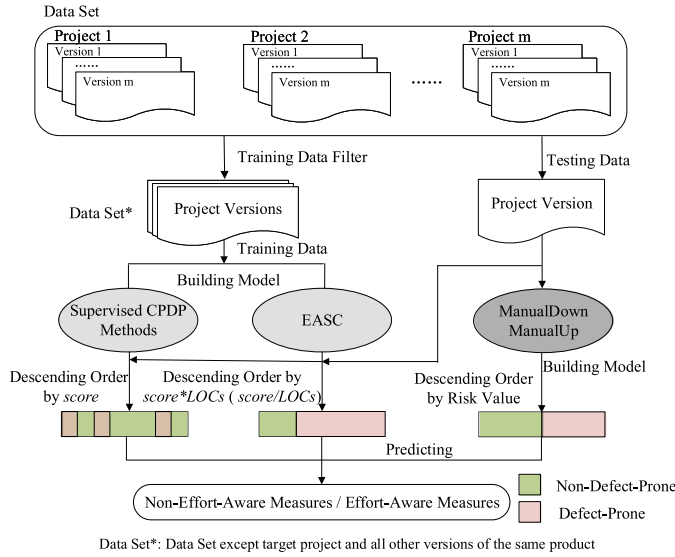 Data Set
Project 1
Version 1
......
Version m
Project 2
Version 1
......
Version m
......
Project m
Version 1
......
Version m
Training Data Filter
Testing Data
Data Set*
Project Versions
Project Version
Training Data
Building Model
Supervised CPDP
Methods
EASC
ManualDown
ManualUp
Building Model
Descending Order
by score
Descending Order by
score*LOCs ( score/LOCs)
Descending Order
by Risk Value
Predicting
Non-Effort-Aware Measures / Effort-Aware Measures
Non-Defect-Prone
Defect-Prone
Data Set*: Data Set except target project and all other versions of the same product